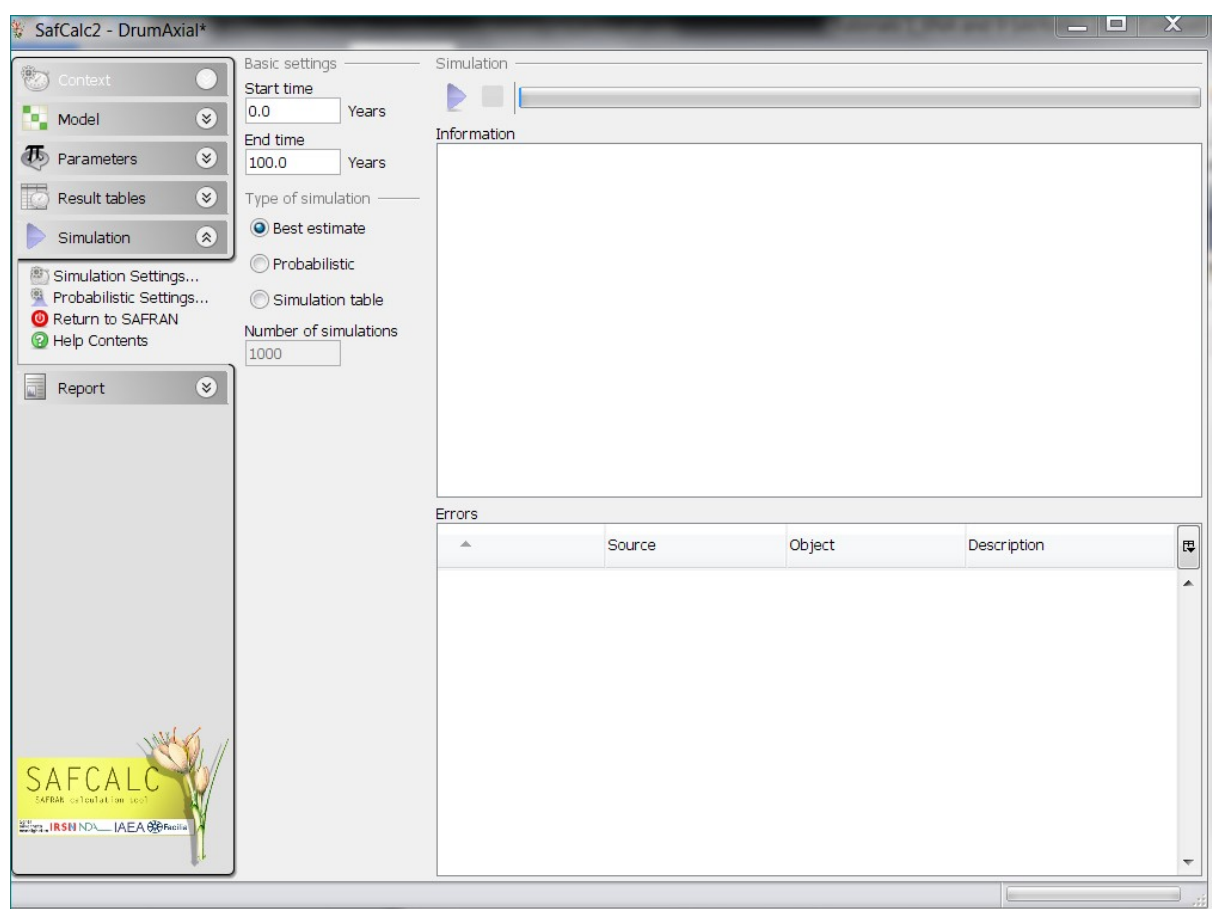 SafCalc2 - DrumAxial*
Context
Model
Parameters
Result tables
Simulation
Simulation Settings...
Probabilistic Settings...
Return to SAFRAN
Help Contents
Report
SAFCALC
SAFRAN calculation tool
IRSN NDA IAEA Facilia
Basic settings
Start time
0.0 Years
End time
100.0 Years
Type of simulation
Best estimate
Probabilistic
Simulation table
Number of simulations
1000
Simulation
Information
Errors
Source Object Description